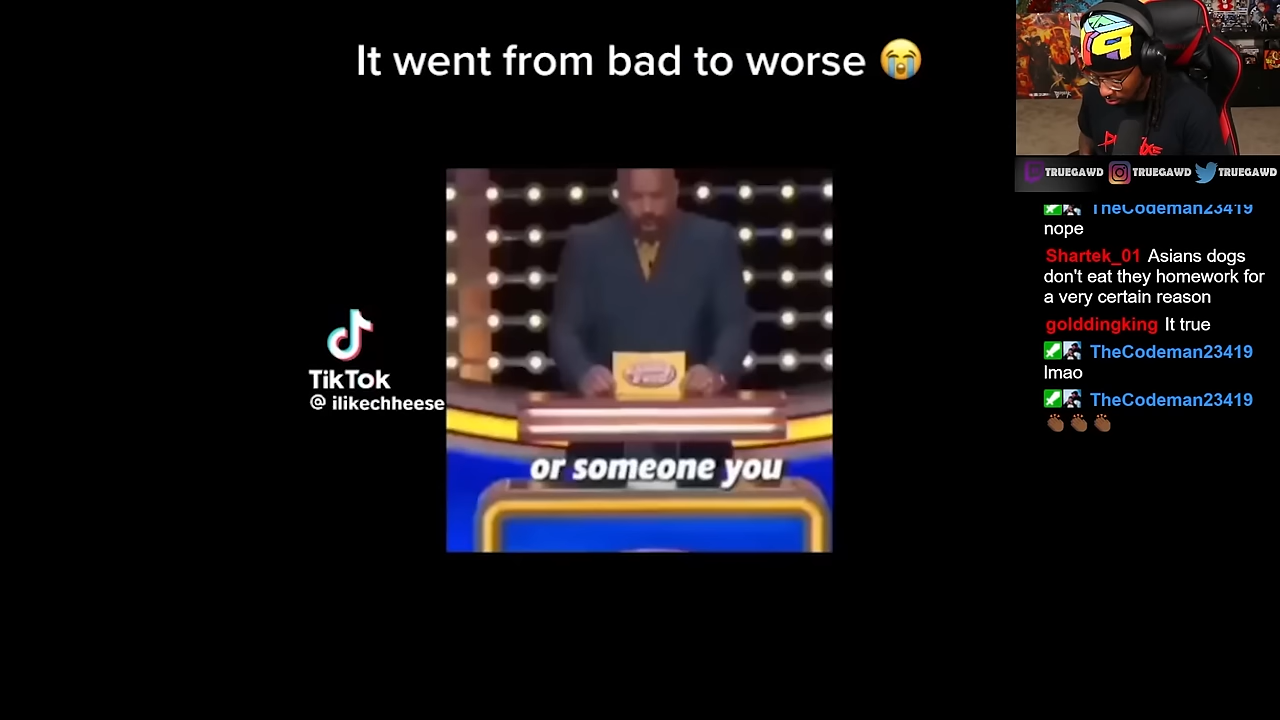 It went from bad to worse 😭
TikTok
@ ilikechheese
or someone you
TRUEGAWD TRUEGAWD TRUEGAWD
TheCodeman23419
nope
Shartek_01 Asians dogs
don't eat they homework for
a very certain reason
golddingking It true
TheCodeman23419
lmao
TheCodeman23419
👏🏾 👏🏾 👏🏾